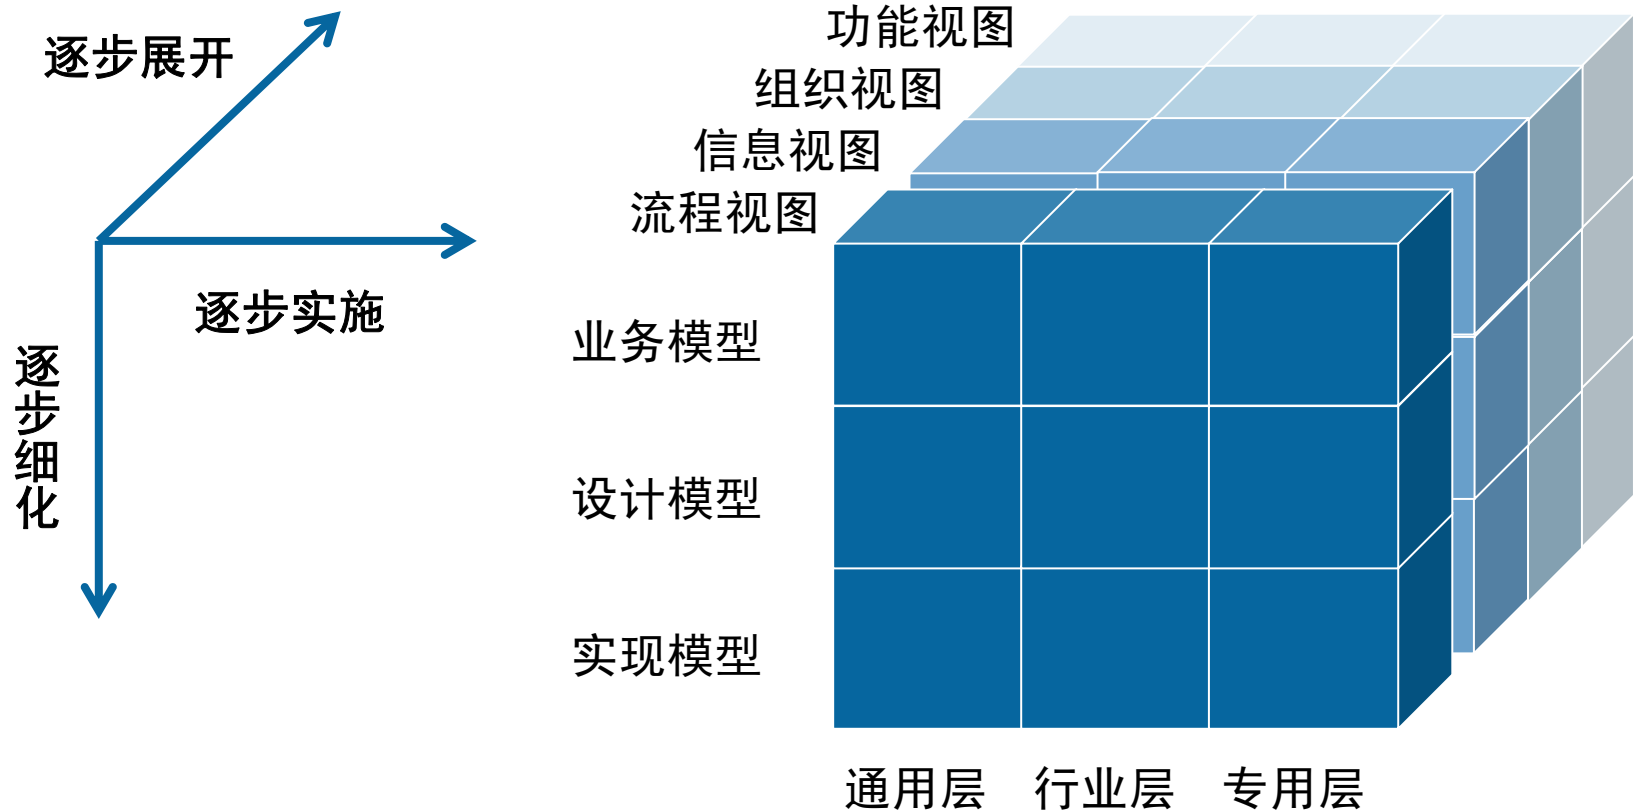 逐步展开
逐步实施
逐步细化
功能视图
组织视图
信息视图
流程视图
业务模型
设计模型
实现模型
通用层
行业层
专用层